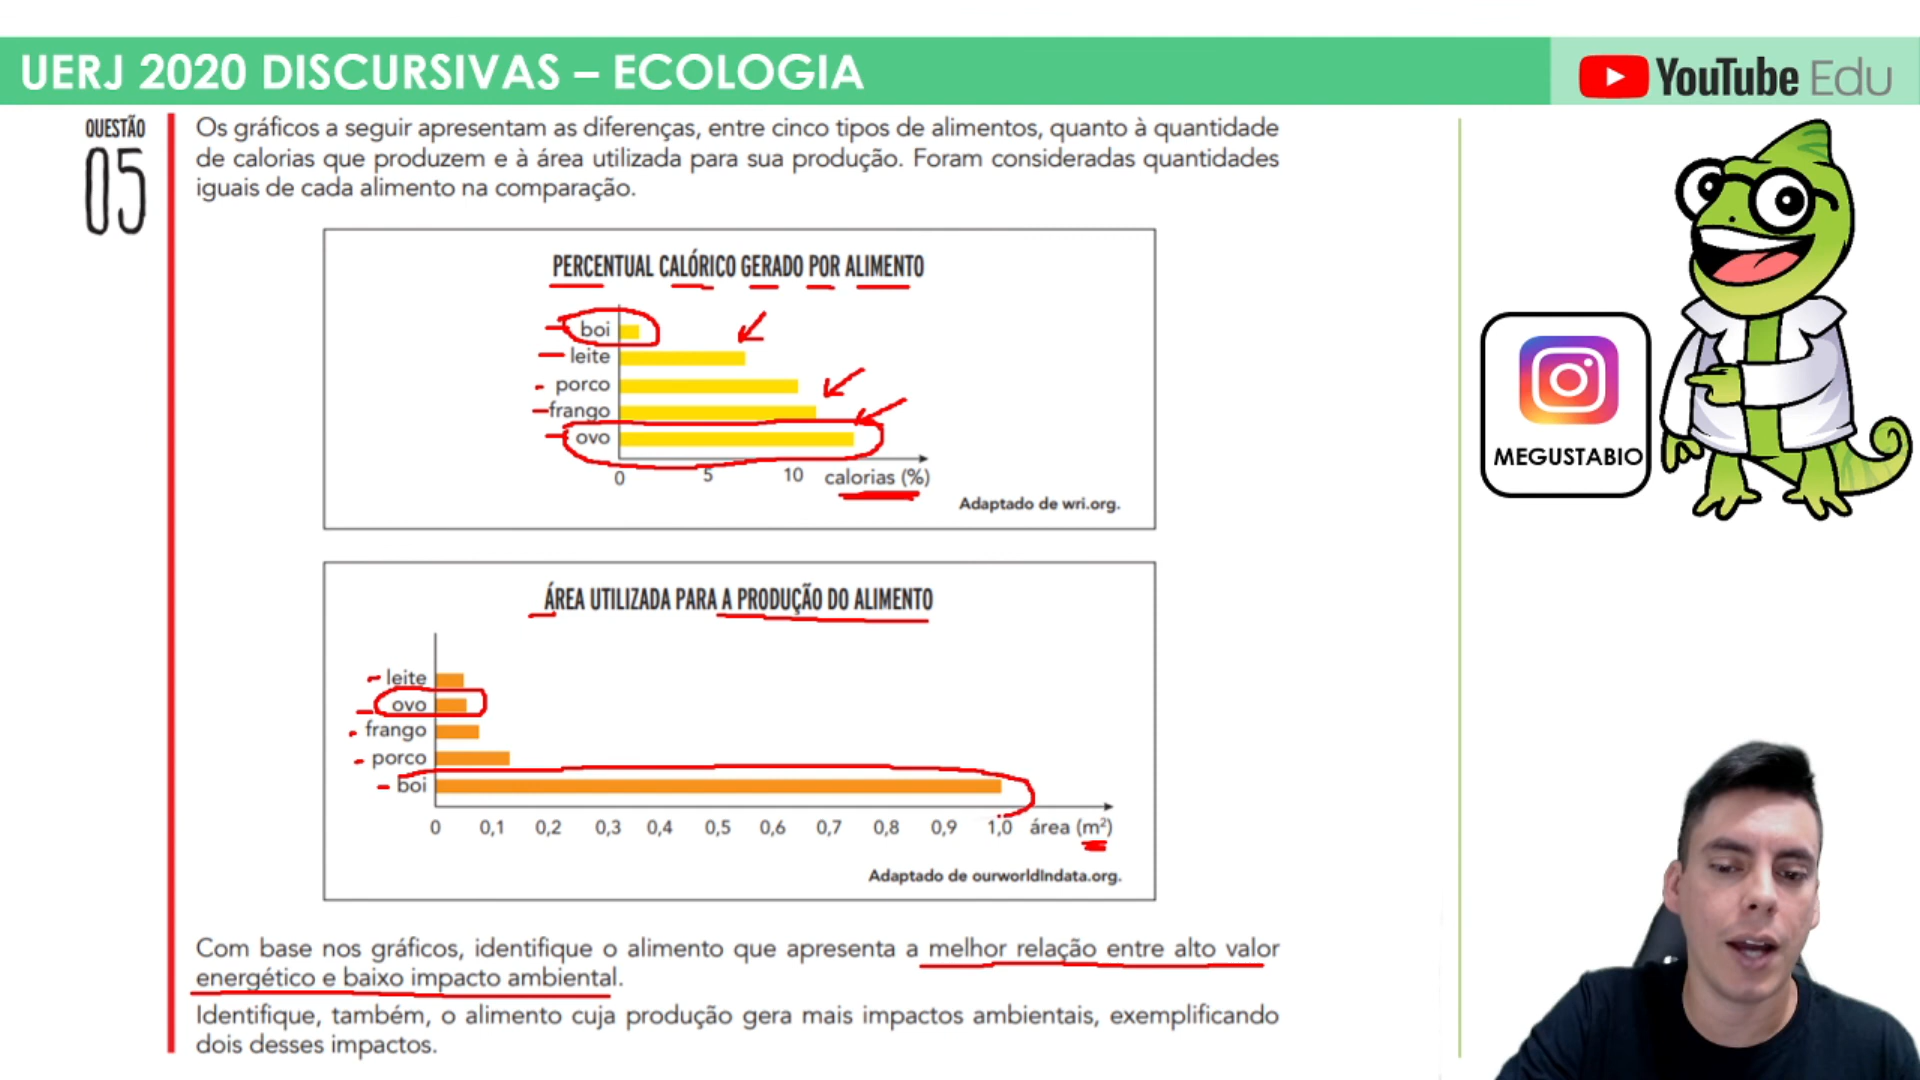 UERJ 2020 DISCURSIVAS – ECOLOGIA
YouTube Edu
QUESTÃO
05
Os gráficos a seguir apresentam as diferenças, entre cinco tipos de alimentos, quanto à quantidade
de calorias que produzem e à área utilizada para sua produção. Foram consideradas quantidades
iguais de cada alimento na comparação.
PERCENTUAL CALÓRICO GERADO POR ALIMENTO
boi
leite
porco
frango
ovo
0 5 10 calorias (%)
Adaptado de wri.org.
ÁREA UTILIZADA PARA A PRODUÇÃO DO ALIMENTO
leite
ovo
frango
porco
boi
0 0,1 0,2 0,3 0,4 0,5 0,6 0,7 0,8 0,9 1,0 área (m²)
Adaptado de ourworldIndata.org.
Com base nos gráficos, identifique o alimento que apresenta a melhor relação entre alto valor
energético e baixo impacto ambiental.
Identifique, também, o alimento cuja produção gera mais impactos ambientais, exemplificando
dois desses impactos.
MEGUSTABIO